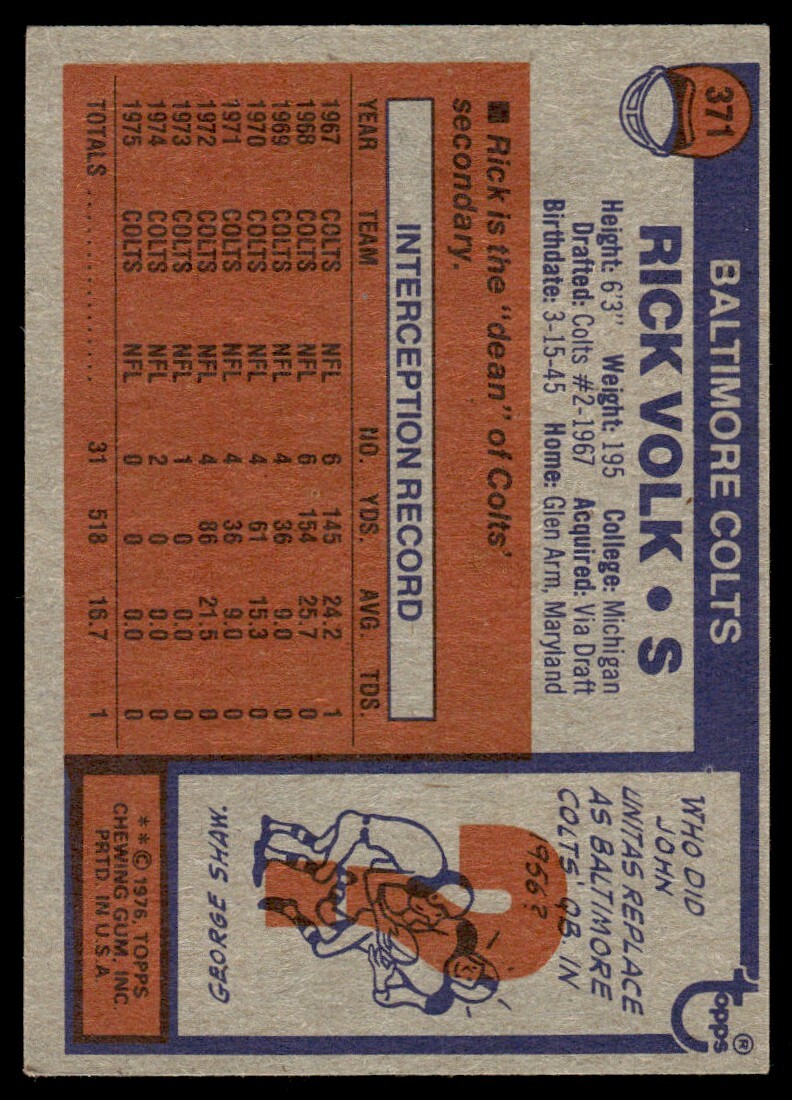 371
BALTIMORE COLTS
RICK VOLK • S
Height: 6'3" Weight: 195 College: Michigan
Drafted: Colts #2-1967 Acquired: Via Draft
Birthdate: 3-15-45 Home: Glen Arm, Maryland
■ Rick is the "dean" of Colts'
secondary.
INTERCEPTION RECORD
YEAR TEAM NO. YDS. AVG. TDS.
1967 COLTS NFL 6 145 24.2 1
1968 COLTS NFL 6 154 25.7 0
1969 COLTS NFL 4 36 9.0 0
1970 COLTS NFL 4 61 15.3 0
1971 COLTS NFL 4 36 9.0 0
1972 COLTS NFL 4 86 21.5 0
1973 COLTS NFL 1 0 0.0 0
1974 COLTS NFL 2 0 0.0 0
1975 COLTS NFL 0 0 0.0 0
TOTALS .................... 31 518 16.7 1
topps®
WHO DID
JOHN
UNITAS REPLACE
AS BALTIMORE
COLTS' QB. IN
1956?
GEORGE SHAW.
** © 1976, TOPPS
CHEWING GUM, INC.
PRTD. IN U.S.A.